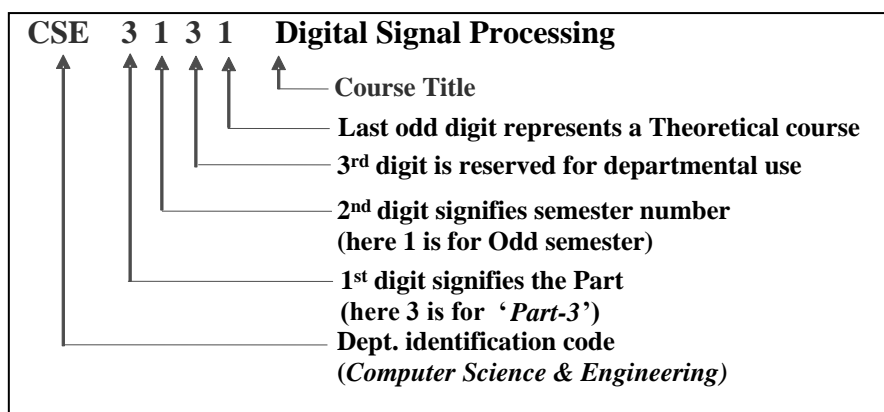 CSE 3 1 3 1 Digital Signal Processing
Course Title
Last odd digit represents a Theoretical course
3rd digit is reserved for departmental use
2nd digit signifies semester number
(here 1 is for Odd semester)
1st digit signifies the Part
(here 3 is for ‘Part-3’)
Dept. identification code
(Computer Science & Engineering)